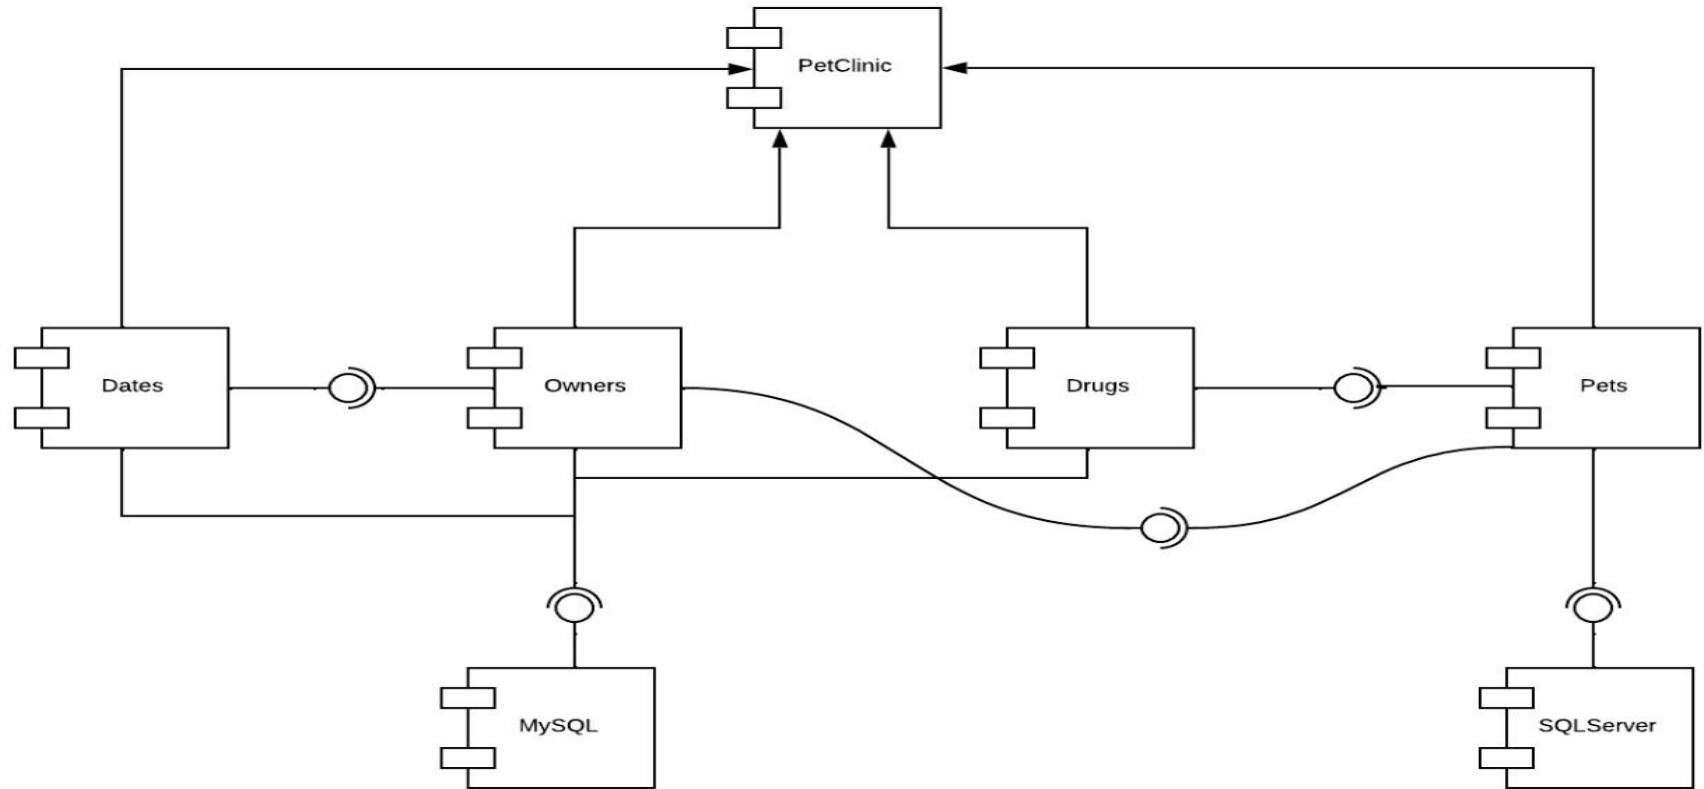 PetClinic
Dates
Owners
Drugs
Pets
MySQL
SQLServer